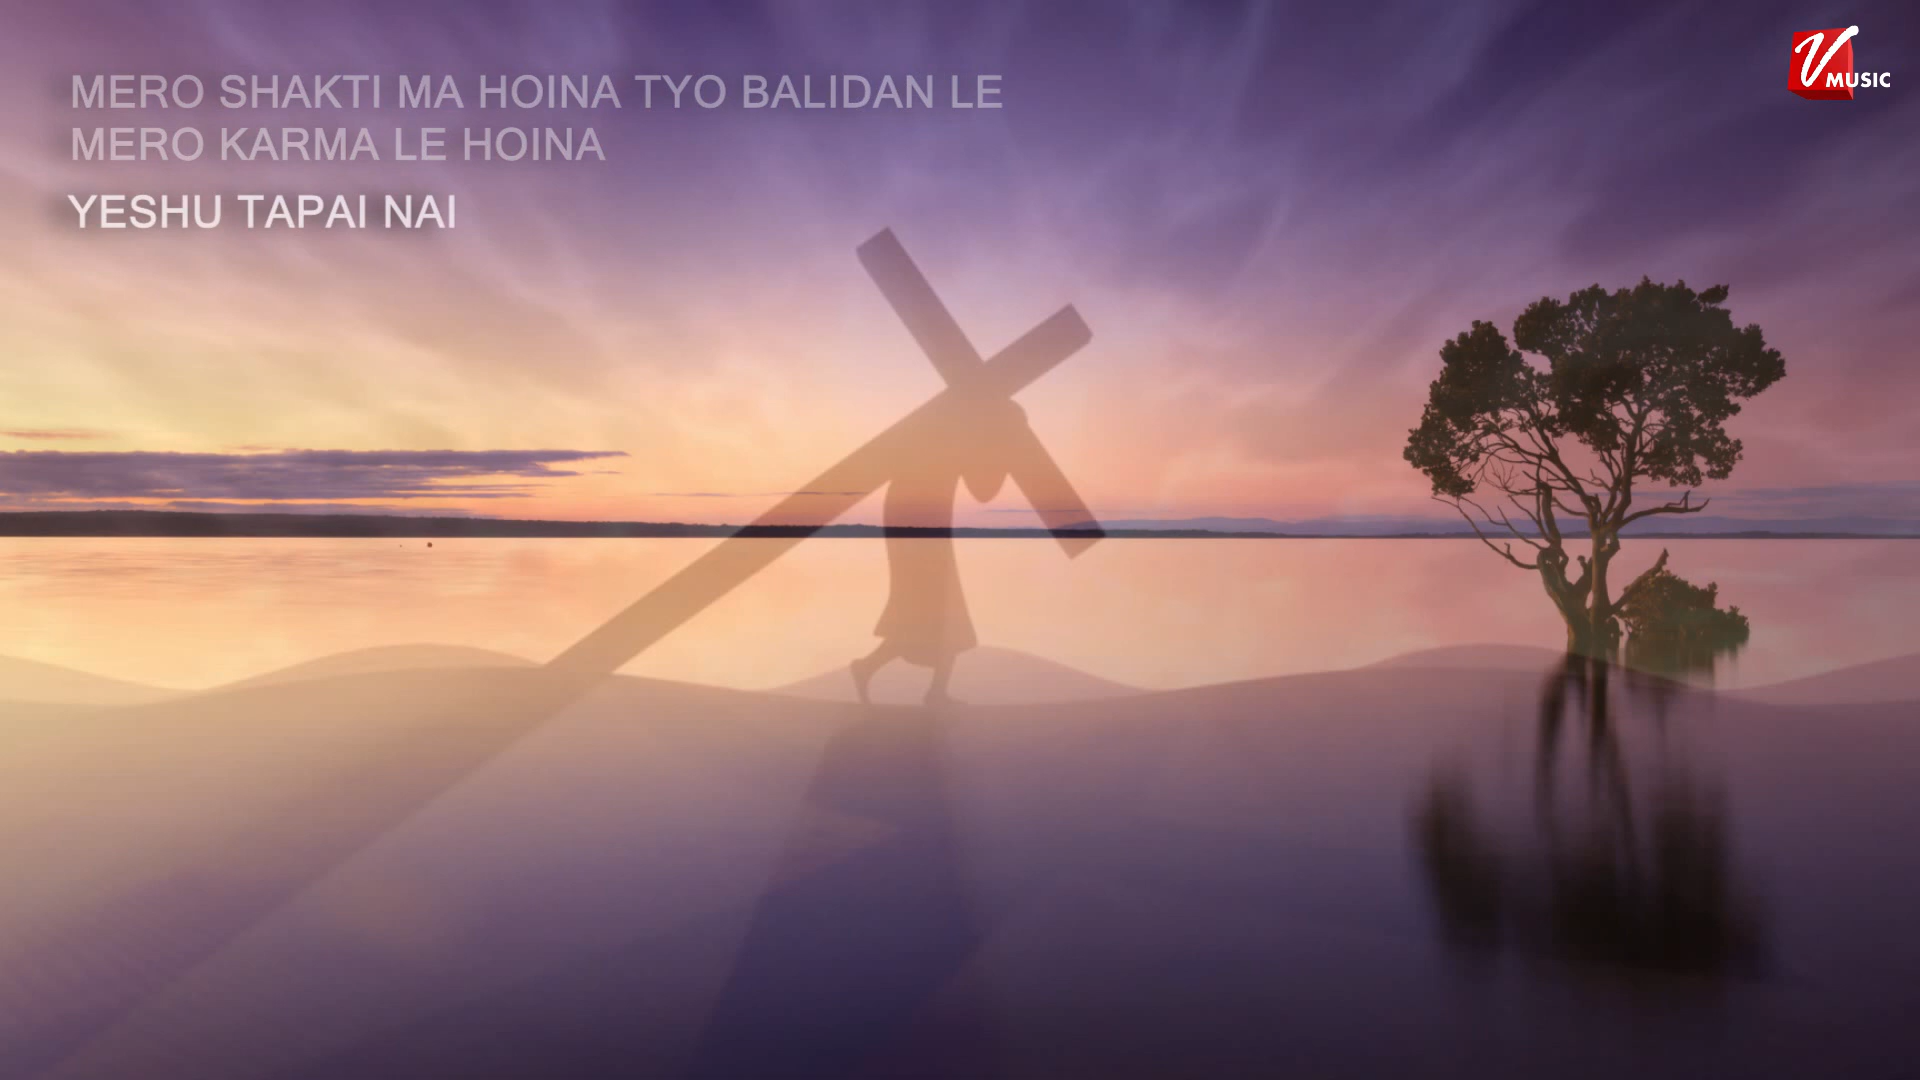 MERO SHAKTI MA HOINA TYO BALIDAN LE
MERO KARMA LE HOINA
YESHU TAPAI NAI
V MUSIC